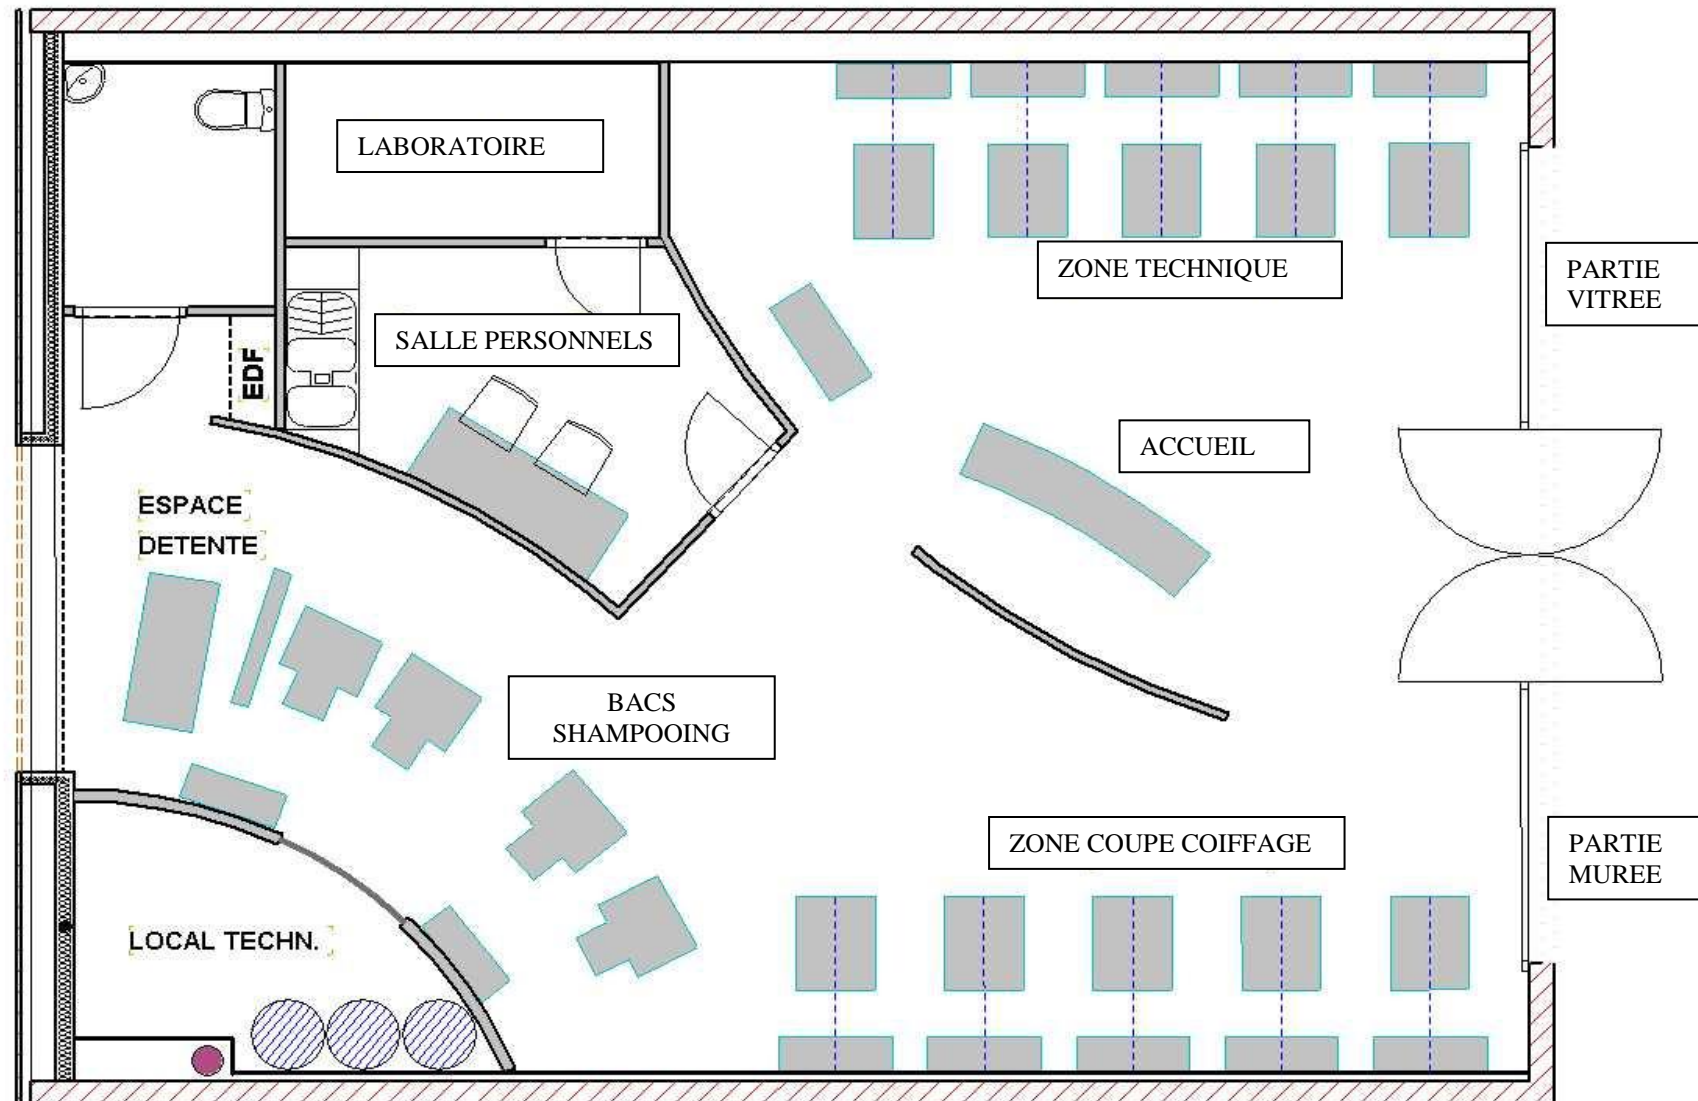 LABORATOIRE
ZONE TECHNIQUE
PARTIE
VITREE
SALLE PERSONNELS
EDF
ACCUEIL
ESPACE
DETENTE
BACS
SHAMPOOING
ZONE COUPE COIFFAGE
PARTIE
MUREE
LOCAL TECHN.